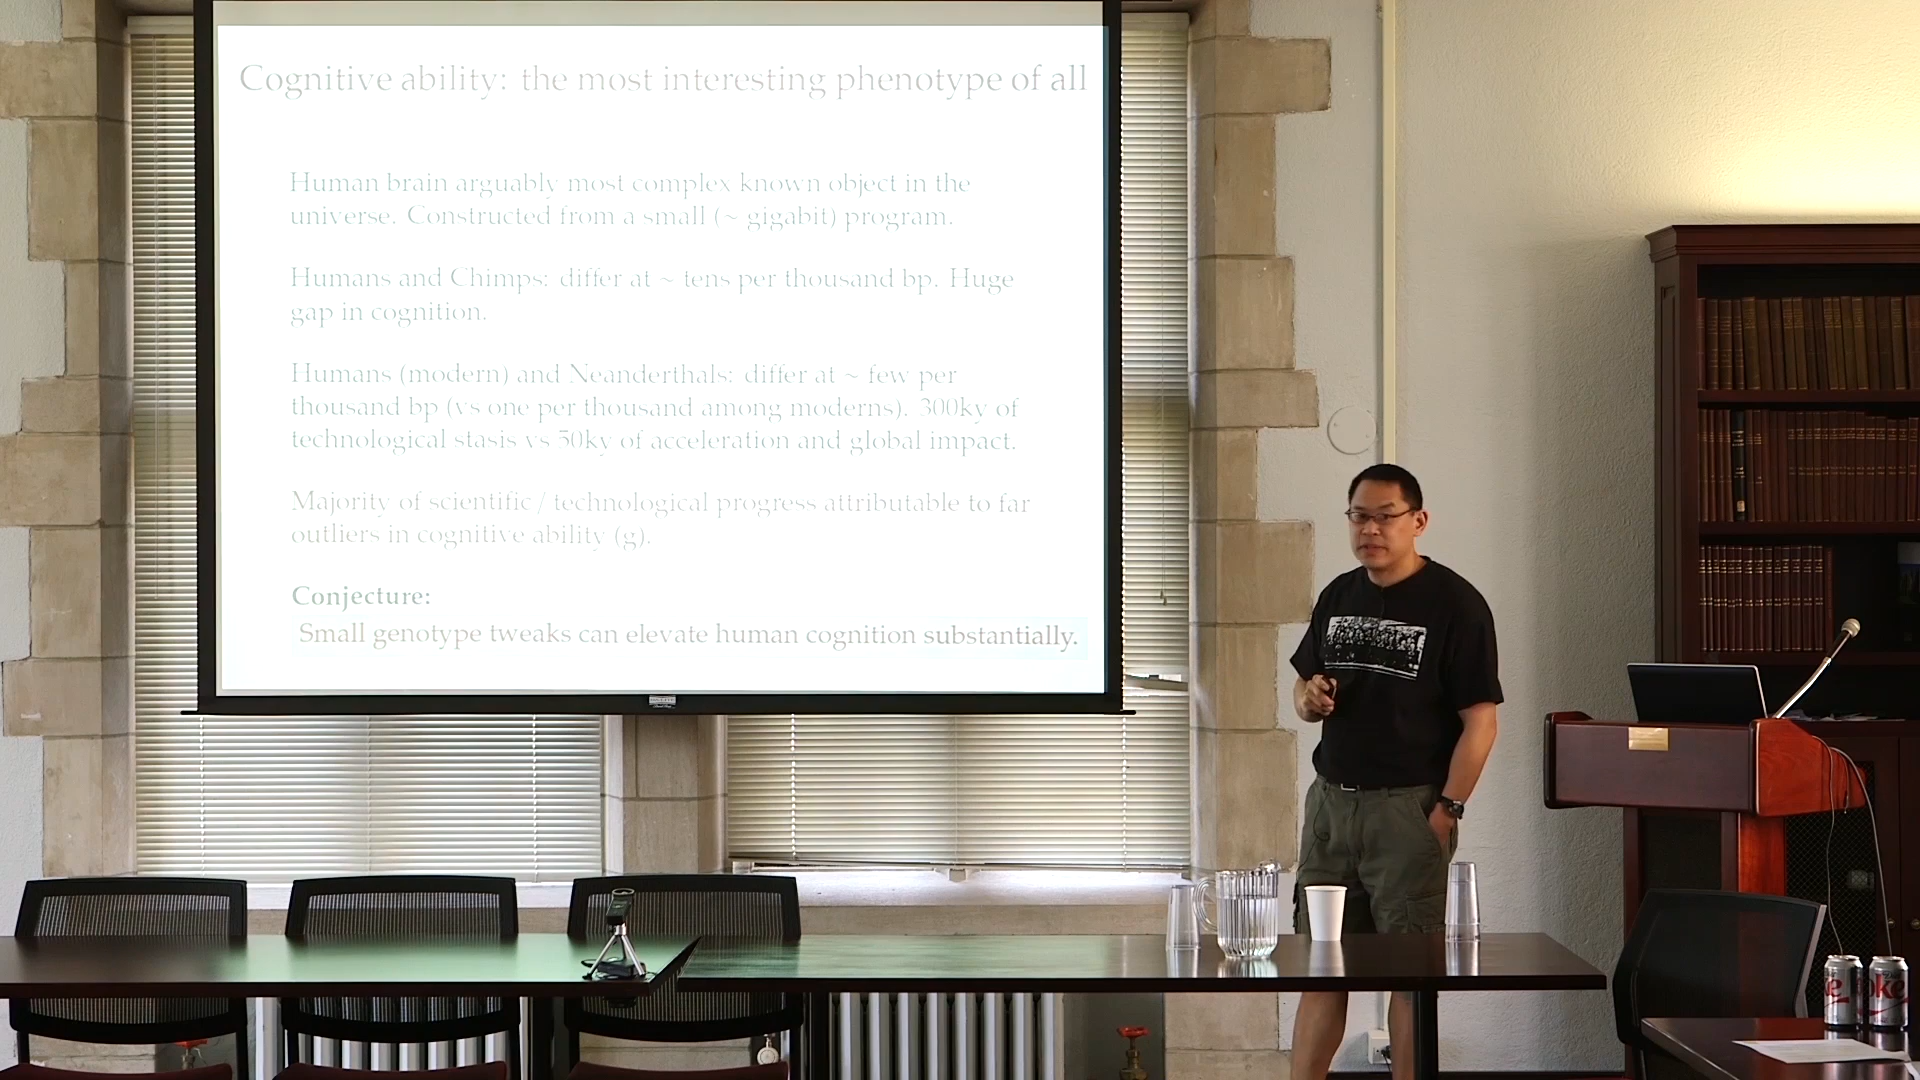 Cognitive ability: the most interesting phenotype of all
Human brain arguably most complex known object in the
universe. Constructed from a small (~ gigabit) program.
Humans and Chimps: differ at ~ tens per thousand bp. Huge
gap in cognition.
Humans (modern) and Neanderthals: differ at ~ few per
thousand bp (vs one per thousand among moderns). 300ky of
technological stasis vs 50ky of acceleration and global impact.
Majority of scientific / technological progress attributable to far
outliers in cognitive ability (g).
Conjecture:
Small genotype tweaks can elevate human cognition substantially.
ke
oke